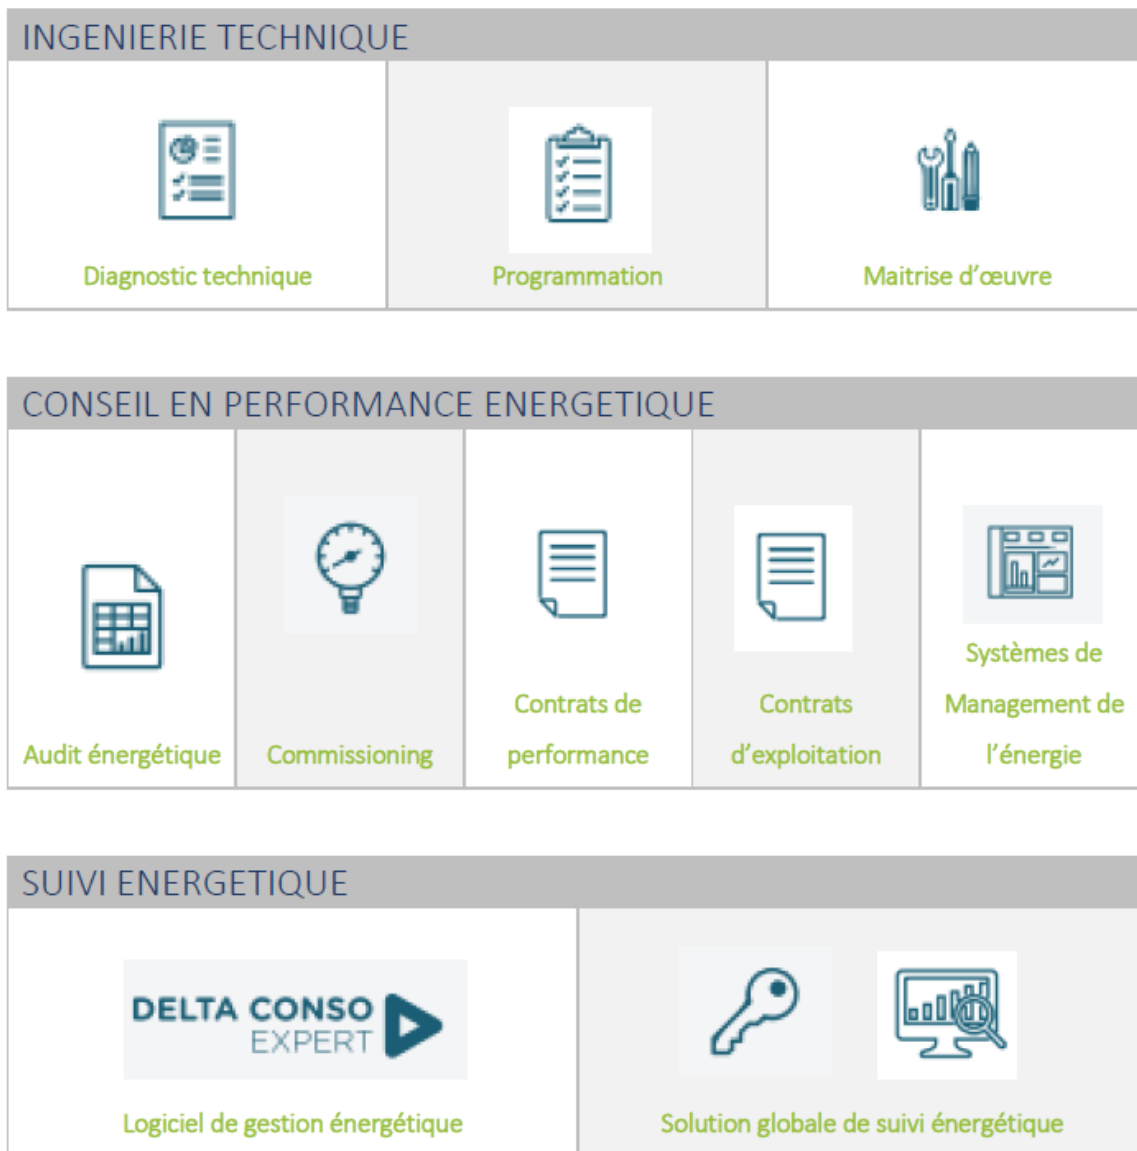 INGENIERIE TECHNIQUE
Diagnostic technique
Programmation
Maitrise d’œuvre
CONSEIL EN PERFORMANCE ENERGETIQUE
Audit énergétique
Commissioning
Contrats de
performance
Contrats
d’exploitation
Systèmes de
Management de
l’énergie
SUIVI ENERGETIQUE
DELTA CONSO
EXPERT
Logiciel de gestion énergétique
Solution globale de suivi énergétique